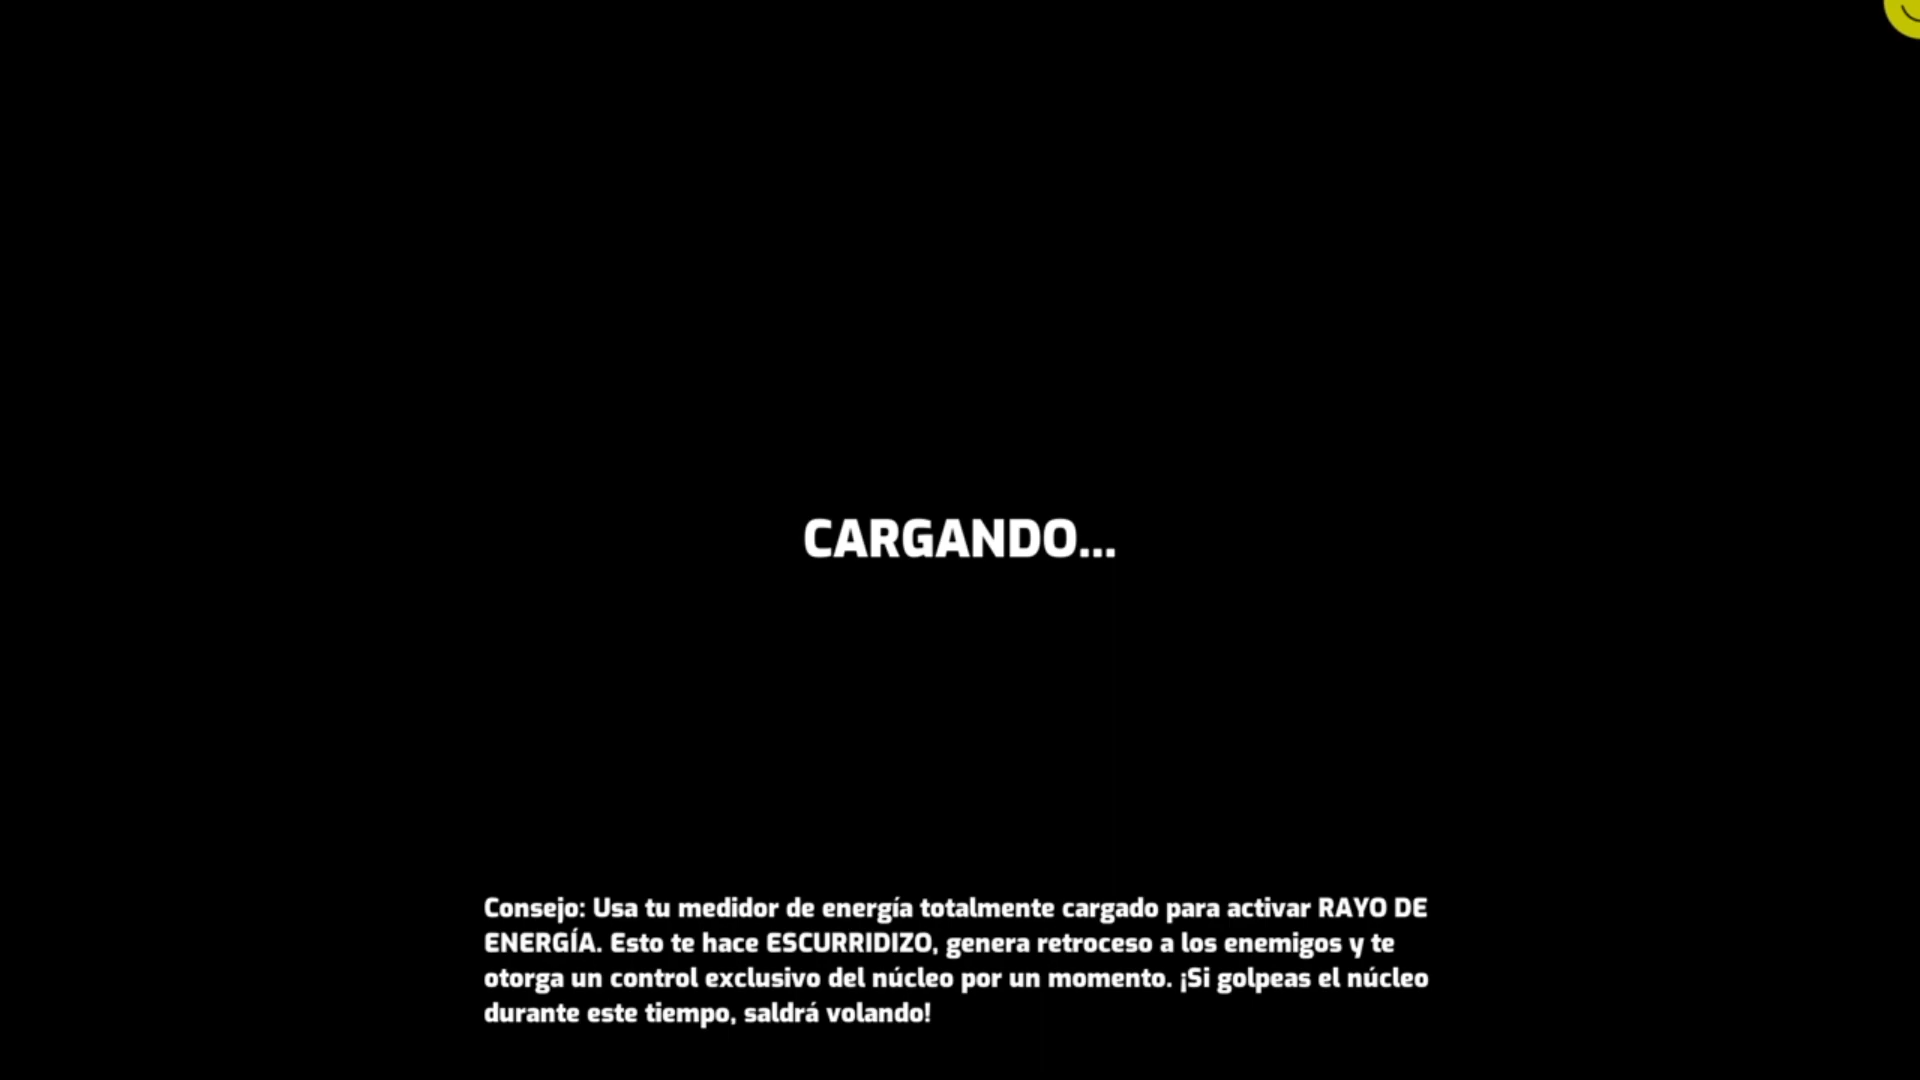 CARGANDO...
Consejo: Usa tu medidor de energía totalmente cargado para activar RAYO DE
ENERGÍA. Esto te hace ESCURRIDIZO, genera retroceso a los enemigos y te
otorga un control exclusivo del núcleo por un momento. ¡Si golpeas el núcleo
durante este tiempo, saldrá volando!